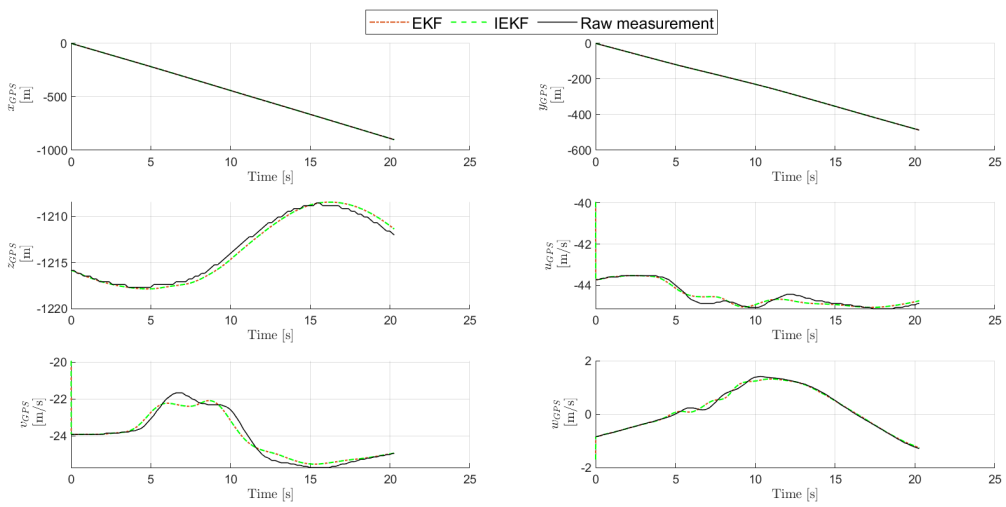 EKF IEKF Raw measurement
0
-500
-1000
x_GPS
[m]
0 5 10 15 20 25
Time [s]
0
-200
-400
-600
y_GPS
[m]
0 5 10 15 20 25
Time [s]
-1210
-1215
-1220
z_GPS
[m]
0 5 10 15 20 25
Time [s]
-40
-42
-44
u_GPS
[m/s]
0 5 10 15 20 25
Time [s]
-20
-22
-24
v_GPS
[m/s]
0 5 10 15 20 25
Time [s]
2
0
-2
w_GPS
[m/s]
0 5 10 15 20 25
Time [s]